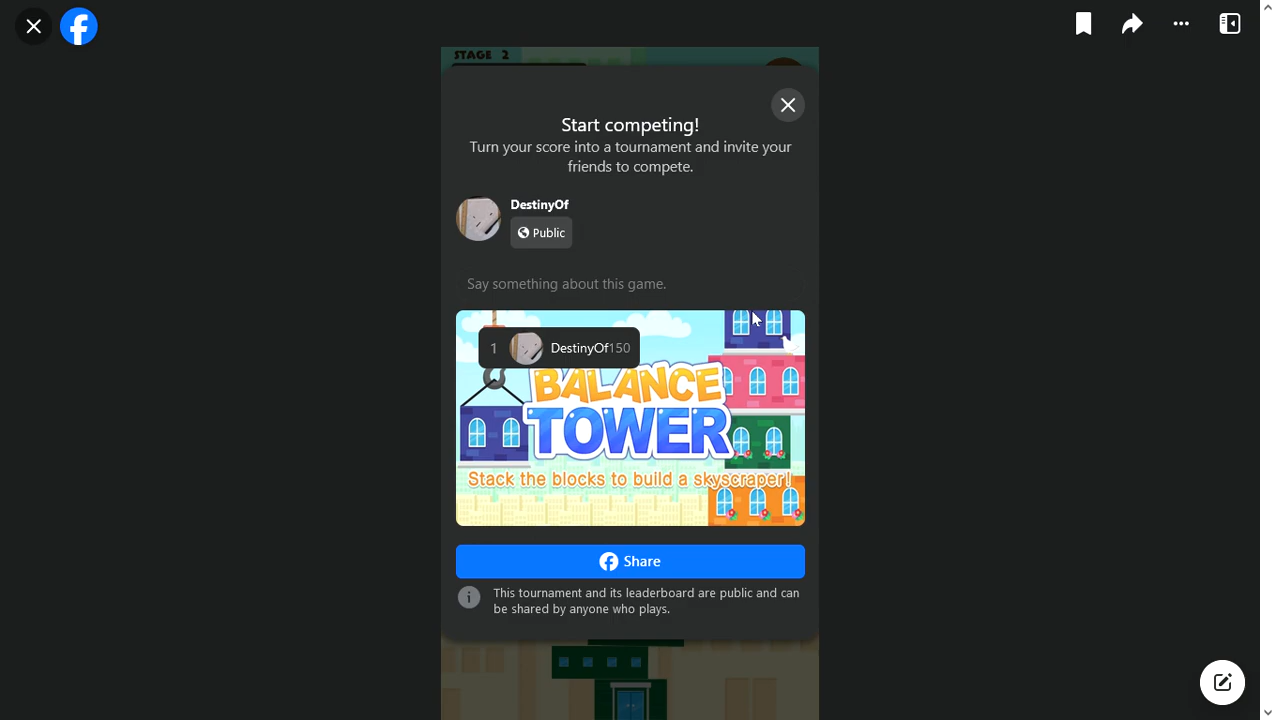 STAGE 2
Start competing!
Turn your score into a tournament and invite your
friends to compete.
DestinyOf
Public
Say something about this game.
1 DestinyOf150
BALANCE
TOWER
Stack the blocks to build a skyscraper!
Share
This tournament and its leaderboard are public and can
be shared by anyone who plays.